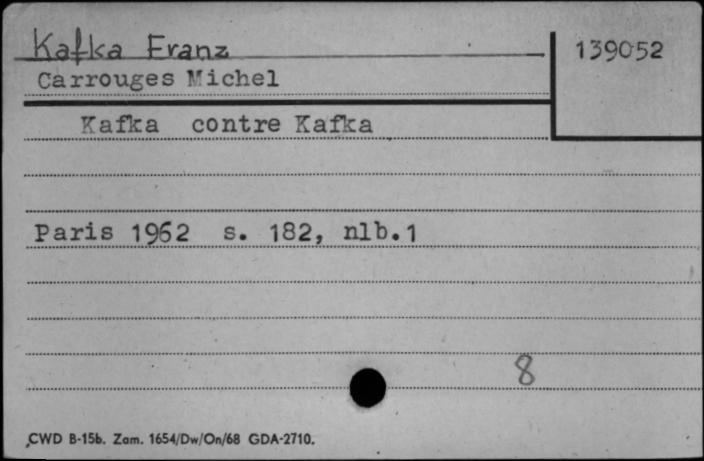 Kafka Franz
139052
Carrouges Michel
Kafka contre Kafka
Paris 1962 s. 182, nlb.1
8
CWD B-15b. Zam. 1654/Dw/On/68 GDA-2710.